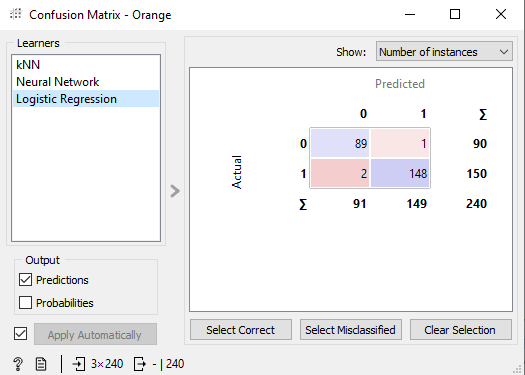 Confusion Matrix - Orange
Learners
kNN
Neural Network
Logistic Regression
Output
Predictions
Probabilities
Apply Automatically
Show: Number of instances
Predicted
0 1 Σ
Actual
0 89 1 90
1 2 148 150
Σ 91 149 240
Select Correct Select Misclassified Clear Selection
? 3×240 - | 240